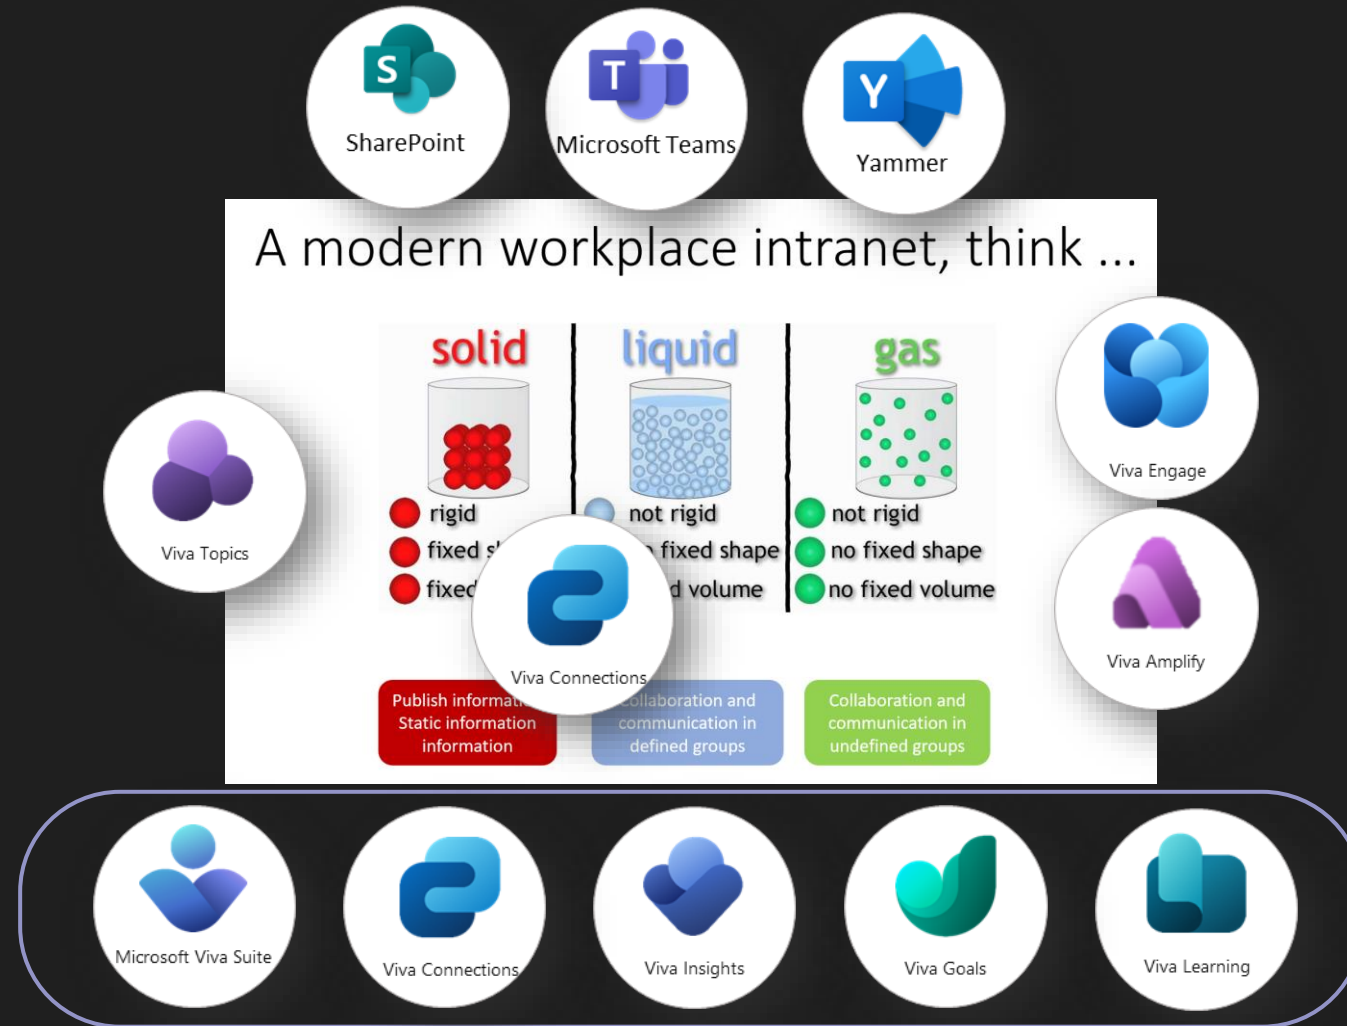 S
SharePoint
T
Microsoft Teams
Y
Yammer
A modern workplace intranet, think ...
solid
liquid
gas
rigid
not rigid
not rigid
fixed
fixed shape
no fixed shape
fixed
volume
no fixed volume
Viva Topics
Viva Connections
Viva Engage
Viva Amplify
Publish
Static information
information
Collaboration and
communication in
defined groups
Collaboration and
communication in
undefined groups
Microsoft Viva Suite
Viva Connections
Viva Insights
Viva Goals
Viva Learning